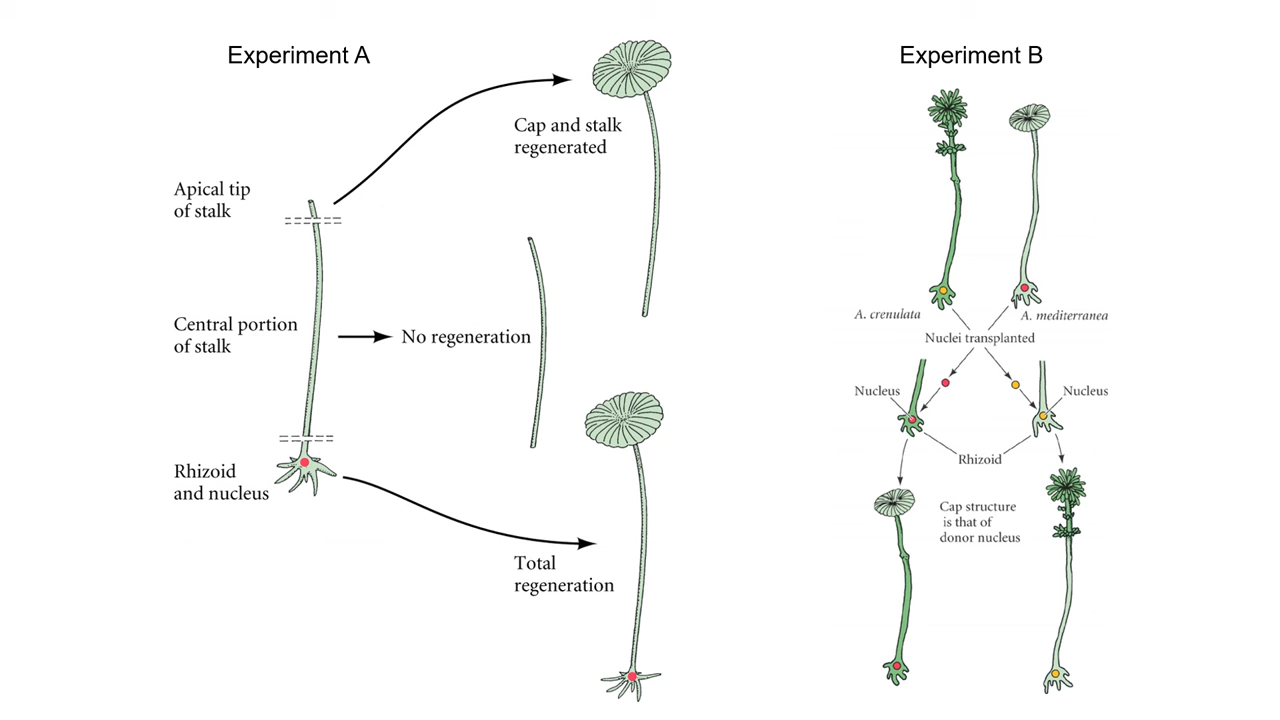 Experiment A
Apical tip
of stalk
Cap and stalk
regenerated
Central portion
of stalk
No regeneration
Rhizoid
and nucleus
Total
regeneration
Experiment B
A. crenulata
A. mediterranea
Nuclei transplanted
Nucleus
Nucleus
Rhizoid
Cap structure
is that of
donor nucleus